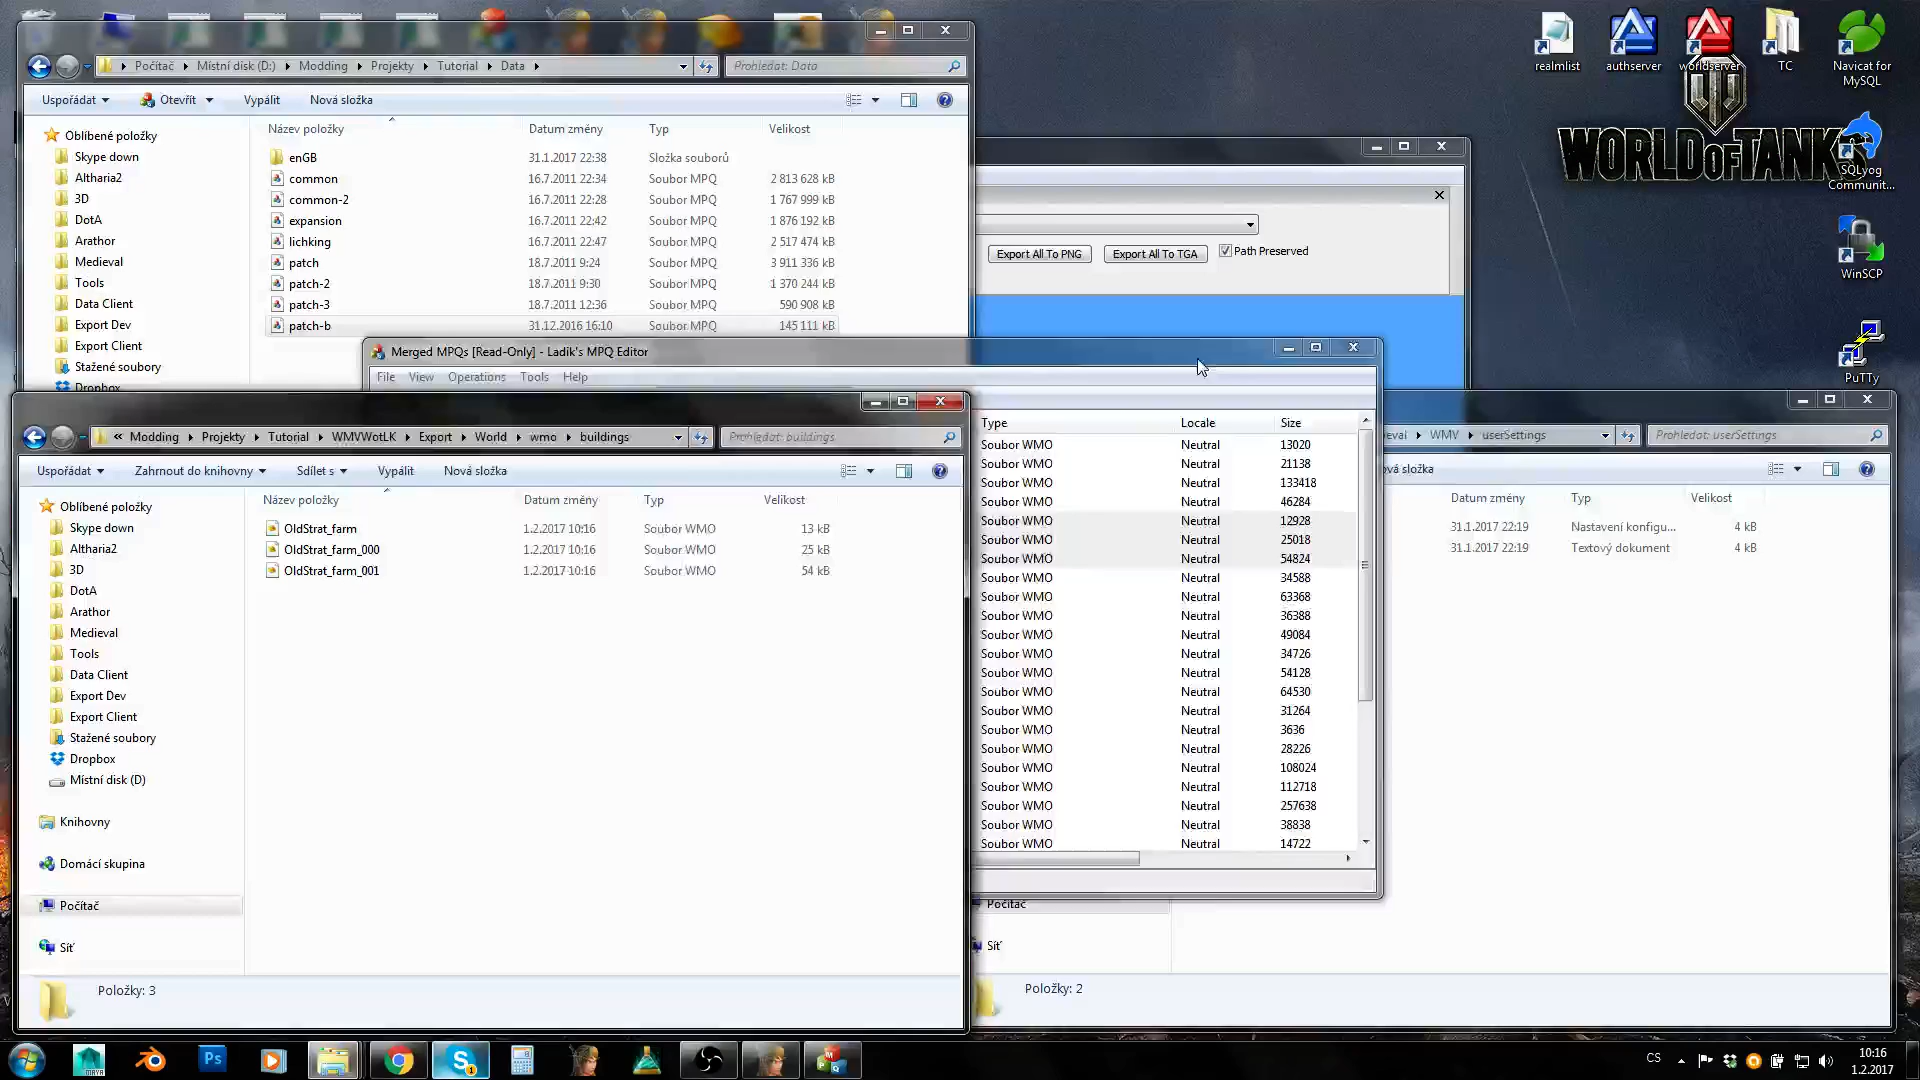 Počítač Místní disk (D:) Modding Projekty Tutorial Data
Prohledat: Data
Uspořádat Otevřít Vypálit Nová složka
Oblíbené položky
Skype down
Altharia2
3D
DotA
Arathor
Medieval
Tools
Data Client
Export Dev
Export Client
Stažené soubory
Dropbox
Název položky Datum změny Typ Velikost
enGB 31.1.2017 22:38 Složka souborů
common 16.7.2011 22:34 Soubor MPQ 2 813 628 kB
common-2 16.7.2011 22:28 Soubor MPQ 1 767 999 kB
expansion 16.7.2011 22:42 Soubor MPQ 1 876 192 kB
lichking 16.7.2011 22:47 Soubor MPQ 2 517 474 kB
patch 18.7.2011 9:24 Soubor MPQ 3 911 336 kB
patch-2 18.7.2011 9:30 Soubor MPQ 1 370 244 kB
patch-3 18.7.2011 12:36 Soubor MPQ 590 908 kB
patch-b 31.12.2016 16:10 Soubor MPQ 145 111 kB
Export All To PNG Export All To TGA Path Preserved
realmlist
authserver
worldserver
TC
Navicat for MySQL
WORLD OF TANKS
SQLyog Communit...
WinSCP
PuTTy
Merged MPQs [Read-Only] - Ladik's MPQ Editor
File View Operations Tools Help
Type Locale Size
Soubor WMO Neutral 13020
Soubor WMO Neutral 21138
Soubor WMO Neutral 133418
Soubor WMO Neutral 46284
Soubor WMO Neutral 12928
Soubor WMO Neutral 25018
Soubor WMO Neutral 54824
Soubor WMO Neutral 34588
Soubor WMO Neutral 63368
Soubor WMO Neutral 36388
Soubor WMO Neutral 49084
Soubor WMO Neutral 34726
Soubor WMO Neutral 54128
Soubor WMO Neutral 64530
Soubor WMO Neutral 31264
Soubor WMO Neutral 3636
Soubor WMO Neutral 28226
Soubor WMO Neutral 108024
Soubor WMO Neutral 112718
Soubor WMO Neutral 257638
Soubor WMO Neutral 38838
Soubor WMO Neutral 14722
« Modding Projekty Tutorial WMVWotLK Export World wmo buildings
Prohledat: buildings
Uspořádat Zahrnout do knihovny Sdílet s Vypálit Nová složka
Oblíbené položky
Skype down
Altharia2
3D
DotA
Arathor
Medieval
Tools
Data Client
Export Dev
Export Client
Stažené soubory
Dropbox
Místní disk (D)
Knihovny
Domácí skupina
Počítač
Síť
Název položky Datum změny Typ Velikost
OldStrat_farm 1.2.2017 10:16 Soubor WMO 13 kB
OldStrat_farm_000 1.2.2017 10:16 Soubor WMO 25 kB
OldStrat_farm_001 1.2.2017 10:16 Soubor WMO 54 kB
Položky: 3
WMV userSettings
Prohledat: userSettings
Datum změny Typ Velikost
31.1.2017 22:19 Nastavení konfigu... 4 kB
31.1.2017 22:19 Textový dokument 4 kB
Počítač
Síť
Položky: 2
MAYA
Ps
CS
10:16
1.2.2017